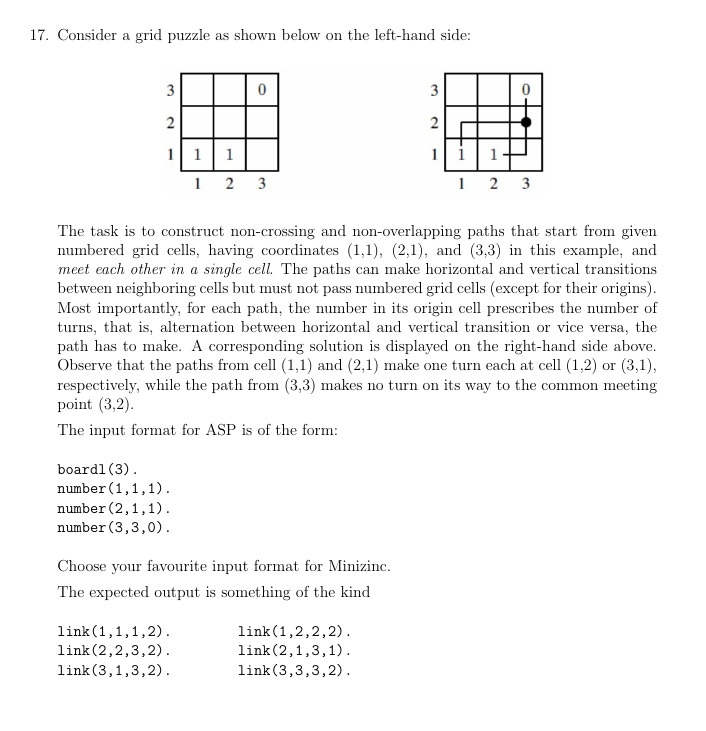 17. Consider a grid puzzle as shown below on the left-hand side:
3 0 3 0
2 2
1 1 1 1 1 1
1 2 3 1 2 3
The task is to construct non-crossing and non-overlapping paths that start from given
numbered grid cells, having coordinates (1,1), (2,1), and (3,3) in this example, and
meet each other in a single cell. The paths can make horizontal and vertical transitions
between neighboring cells but must not pass numbered grid cells (except for their origins).
Most importantly, for each path, the number in its origin cell prescribes the number of
turns, that is, alternation between horizontal and vertical transition or vice versa, the
path has to make. A corresponding solution is displayed on the right-hand side above.
Observe that the paths from cell (1,1) and (2,1) make one turn each at cell (1,2) or (3,1),
respectively, while the path from (3,3) makes no turn on its way to the common meeting
point (3,2).
The input format for ASP is of the form:
boardl(3).
number(1,1,1).
number(2,1,1).
number(3,3,0).
Choose your favourite input format for Minizinc.
The expected output is something of the kind
link(1,1,1,2). link(1,2,2,2).
link(2,2,3,2). link(2,1,3,1).
link(3,1,3,2). link(3,3,3,2).